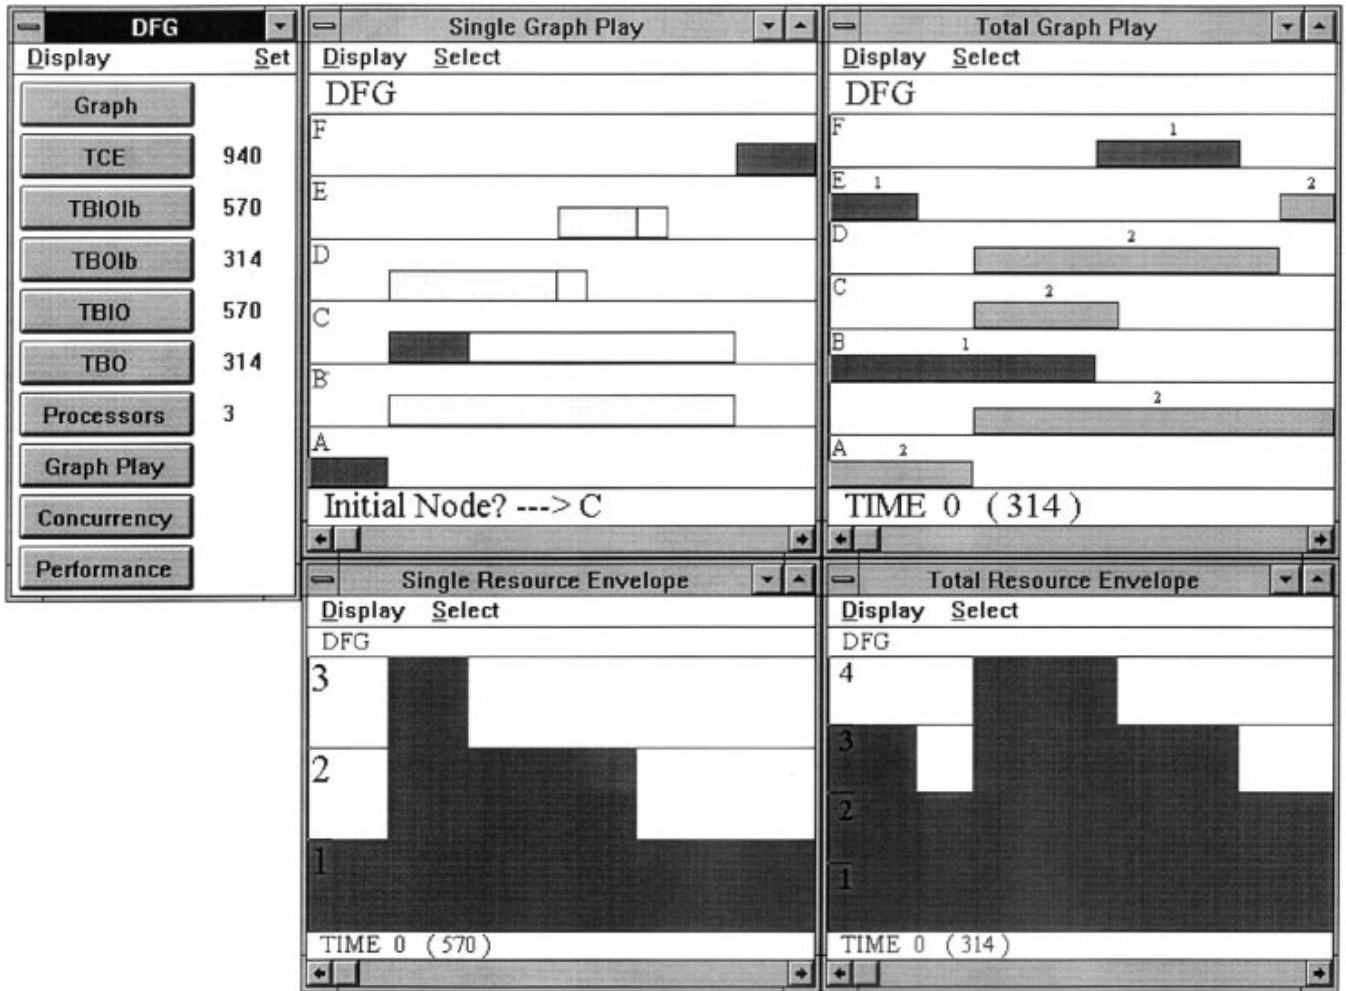 DFG
Display Set
Graph
TCE 940
TBIOlb 570
TBOlb 314
TBIO 570
TBO 314
Processors 3
Graph Play
Concurrency
Performance
Single Graph Play
Display Select
DFG
F
E
D
C
B
A
Initial Node? ---> C
Total Graph Play
Display Select
DFG
F 1
E 1 2
D 2
C 2
B 1
2
A 2
TIME 0 (314)
Single Resource Envelope
Display Select
DFG
3
2
1
TIME 0 (570)
Total Resource Envelope
Display Select
DFG
4
3
2
1
TIME 0 (314)